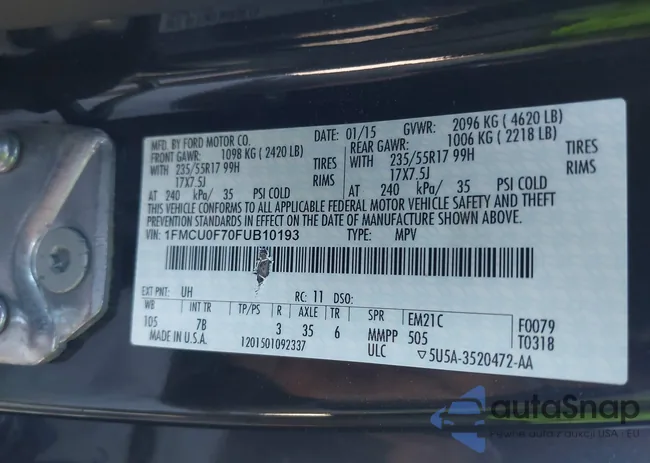 MFD. BY FORD MOTOR CO.
DATE: 01/15
GVWR: 2096 KG ( 4620 LB)
FRONT GAWR: 1098 KG (2420 LB)
REAR GAWR: 1006 KG ( 2218 LB)
WITH 235/55R17 99H TIRES
WITH 235/55R17 99H TIRES
17X7.5J RIMS
17X7.5J RIMS
AT 240 kPa/ 35 PSI COLD
AT 240 kPa/ 35 PSI COLD
THIS VEHICLE CONFORMS TO ALL APPLICABLE FEDERAL MOTOR VEHICLE SAFETY AND THEFT
PREVENTION STANDARDS IN EFFECT ON THE DATE OF MANUFACTURE SHOWN ABOVE.
VIN: 1FMCU0F70FUB10193 TYPE: MPV
EXT PNT: UH RC: 11 DSO:
WB INT TR TP/PS R AXLE TR SPR EM21C F0079
105 7B 3 35 6 MMPP 505 T0318
MADE IN U.S.A. 1201501092337 ULC ▽5U5A-3520472-AA
autaSnap
USA - EU